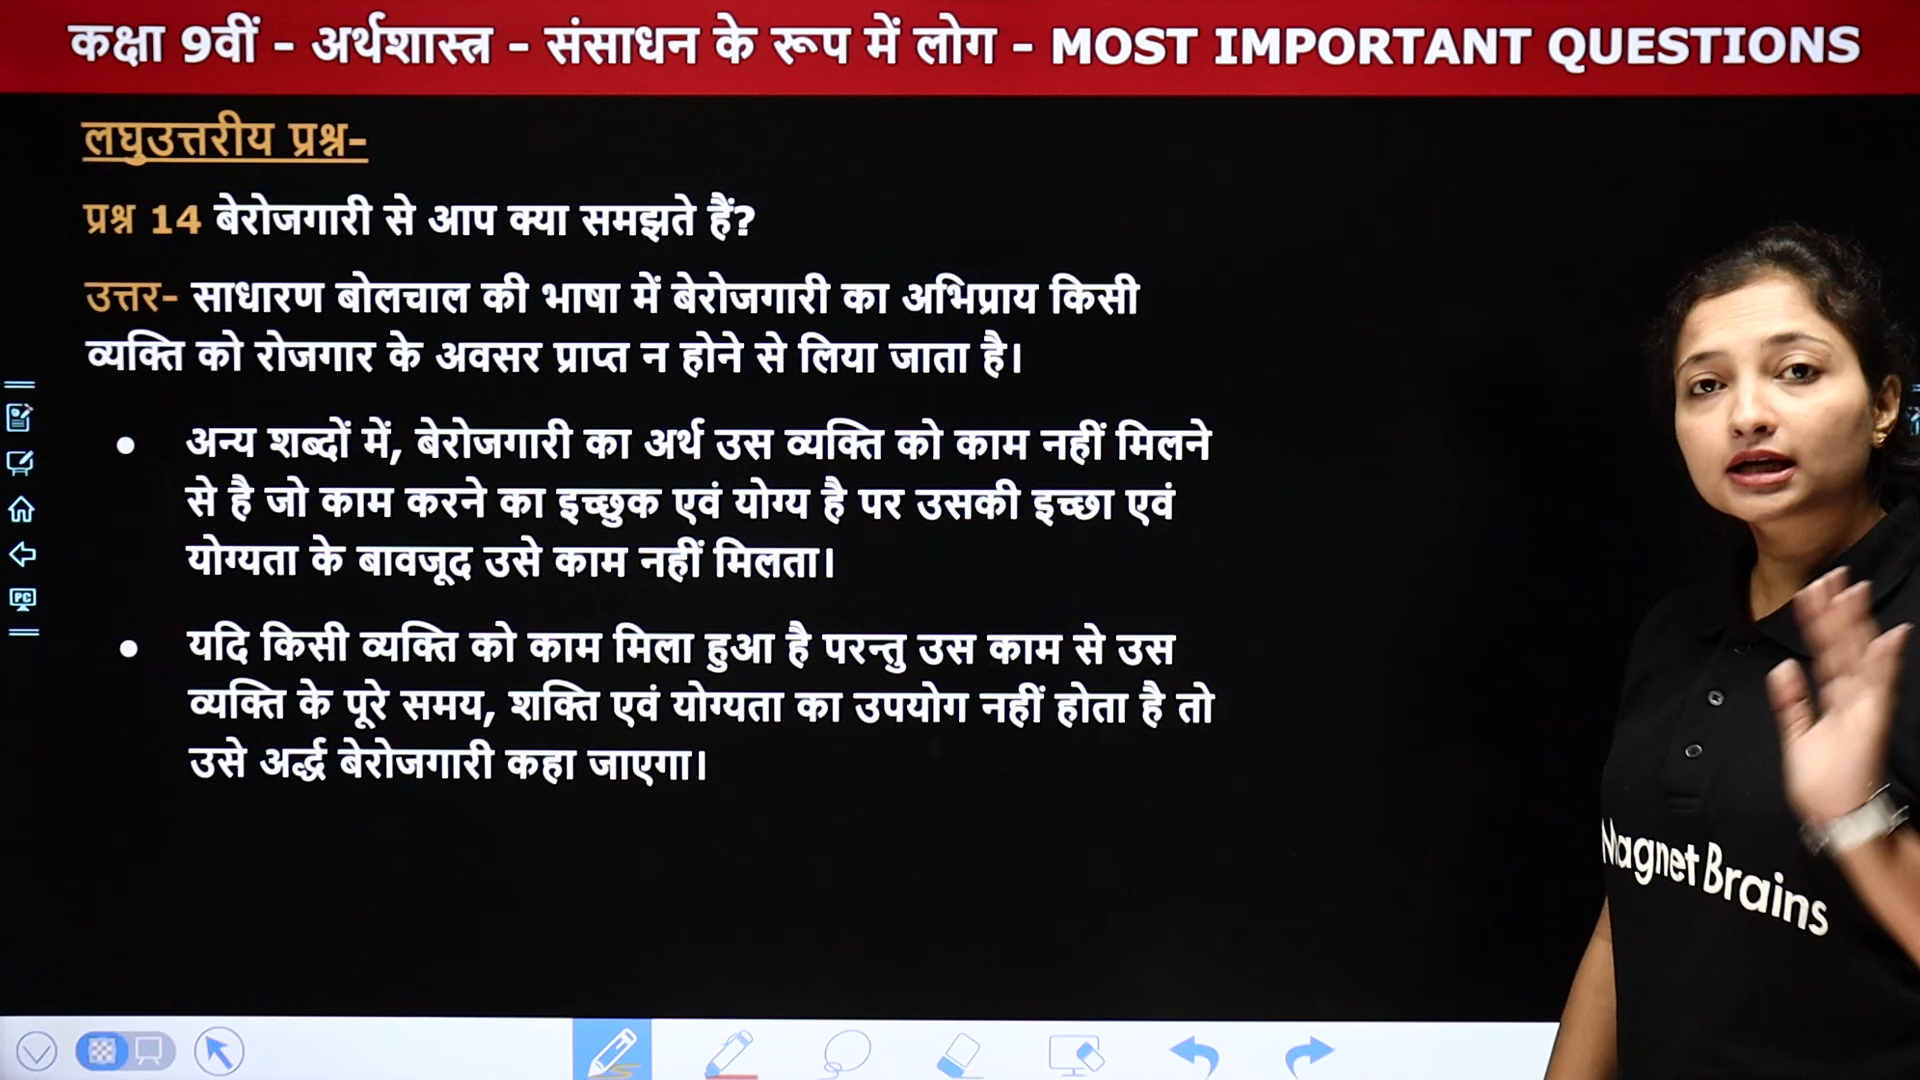 कक्षा 9वीं – अर्थशास्त्र – संसाधन के रूप में लोग – MOST IMPORTANT QUESTIONS
लघुउत्तरीय प्रश्न-
प्रश्न 14 बेरोजगारी से आप क्या समझते हैं?
उत्तर- साधारण बोलचाल की भाषा में बेरोजगारी का अभिप्राय किसी
व्यक्ति को रोजगार के अवसर प्राप्त न होने से लिया जाता है।
• अन्य शब्दों में, बेरोजगारी का अर्थ उस व्यक्ति को काम नहीं मिलने
से है जो काम करने का इच्छुक एवं योग्य है पर उसकी इच्छा एवं
योग्यता के बावजूद उसे काम नहीं मिलता।
• यदि किसी व्यक्ति को काम मिला हुआ है परन्तु उस काम से उस
व्यक्ति के पूरे समय, शक्ति एवं योग्यता का उपयोग नहीं होता है तो
उसे अर्द्ध बेरोजगारी कहा जाएगा।
PC
Magnet Brains